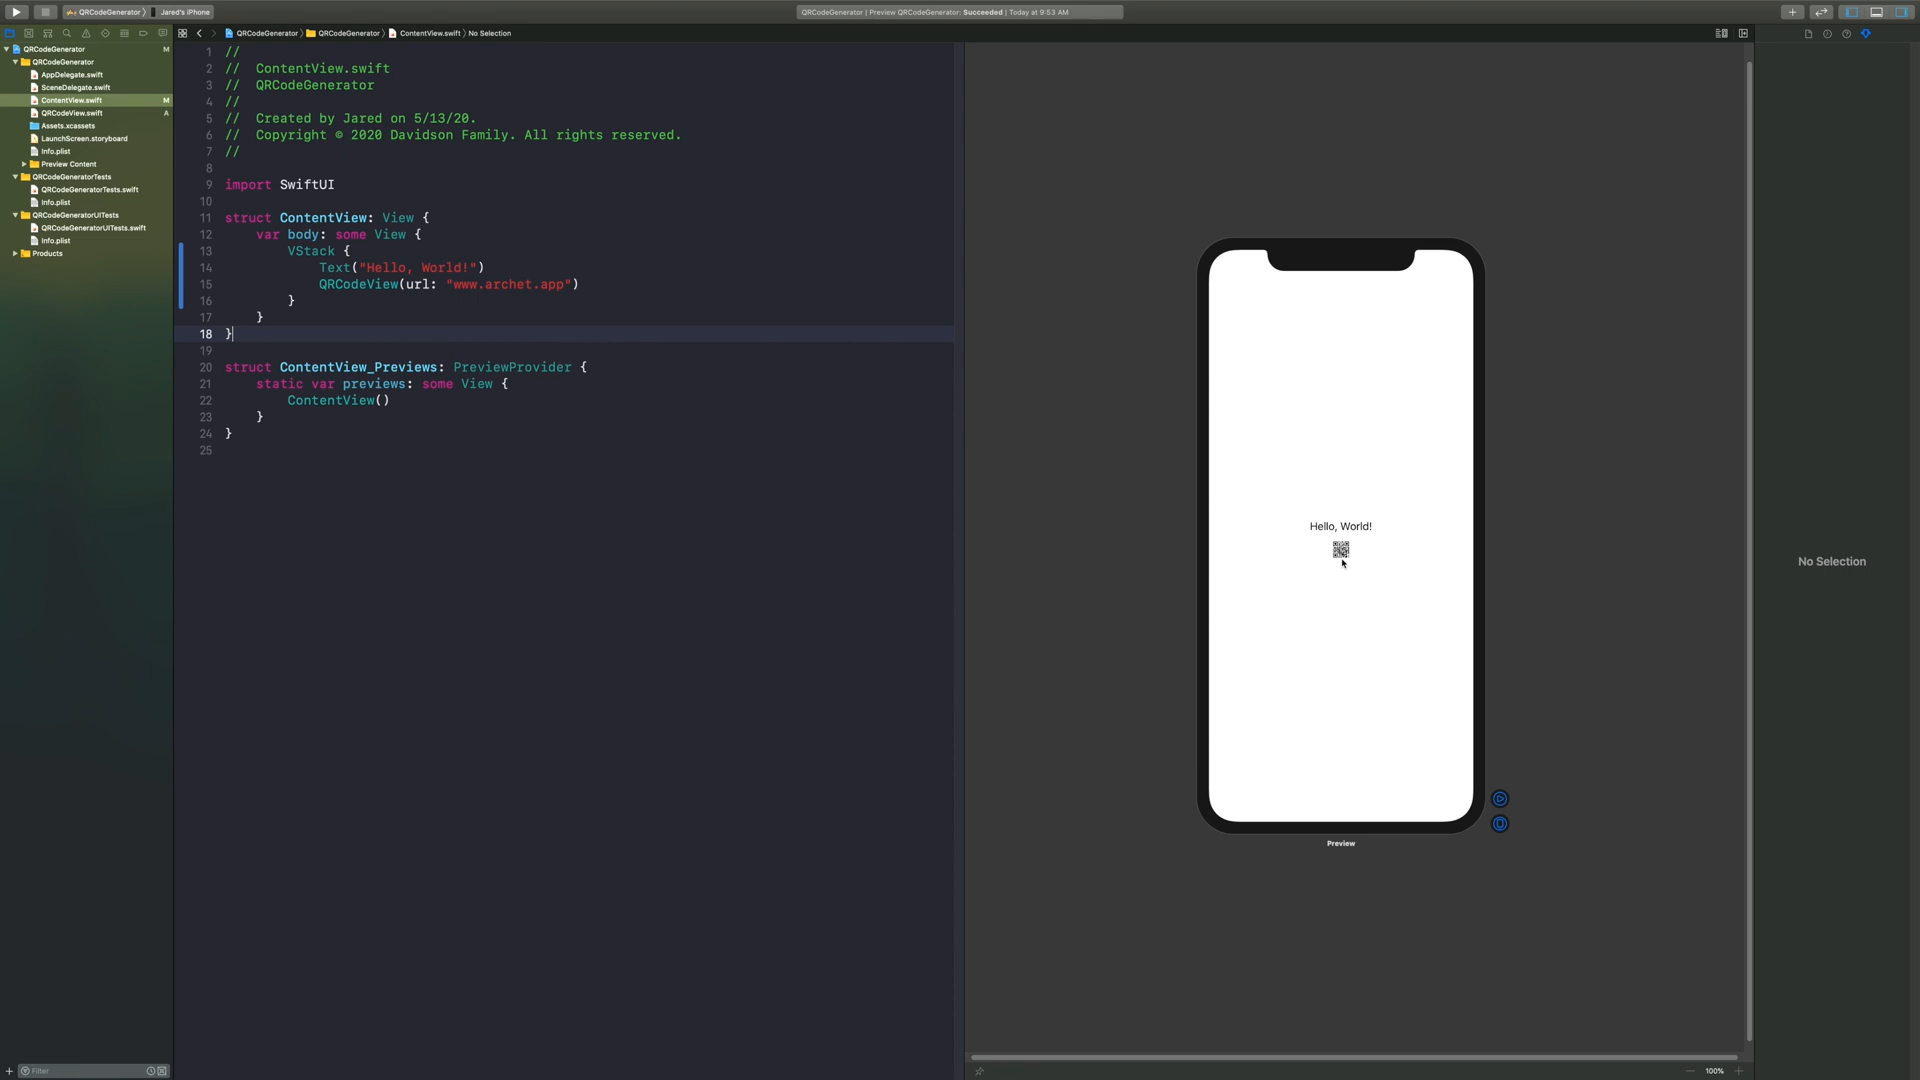 QRCodeGenerator 〉 Jared's iPhone
QRCodeGenerator | Preview QRCodeGenerator: Succeeded | Today at 9:53 AM
QRCodeGenerator M
QRCodeGenerator
AppDelegate.swift
SceneDelegate.swift
ContentView.swift M
QRCodeView.swift A
Assets.xcassets
LaunchScreen.storyboard
Info.plist
Preview Content
QRCodeGeneratorTests
QRCodeGeneratorTests.swift
Info.plist
QRCodeGeneratorUITests
QRCodeGeneratorUITests.swift
Info.plist
Products
Filter
QRCodeGenerator 〉 QRCodeGenerator 〉 ContentView.swift 〉 No Selection
1 //
2 //  ContentView.swift
3 //  QRCodeGenerator
4 //
5 //  Created by Jared on 5/13/20.
6 //  Copyright © 2020 Davidson Family. All rights reserved.
7 //
8
9 import SwiftUI
10
11 struct ContentView: View {
12     var body: some View {
13         VStack {
14             Text("Hello, World!")
15             QRCodeView(url: "www.archet.app")
16         }
17     }
18 }
19
20 struct ContentView_Previews: PreviewProvider {
21     static var previews: some View {
22         ContentView()
23     }
24 }
25
Hello, World!
Preview
100%
No Selection